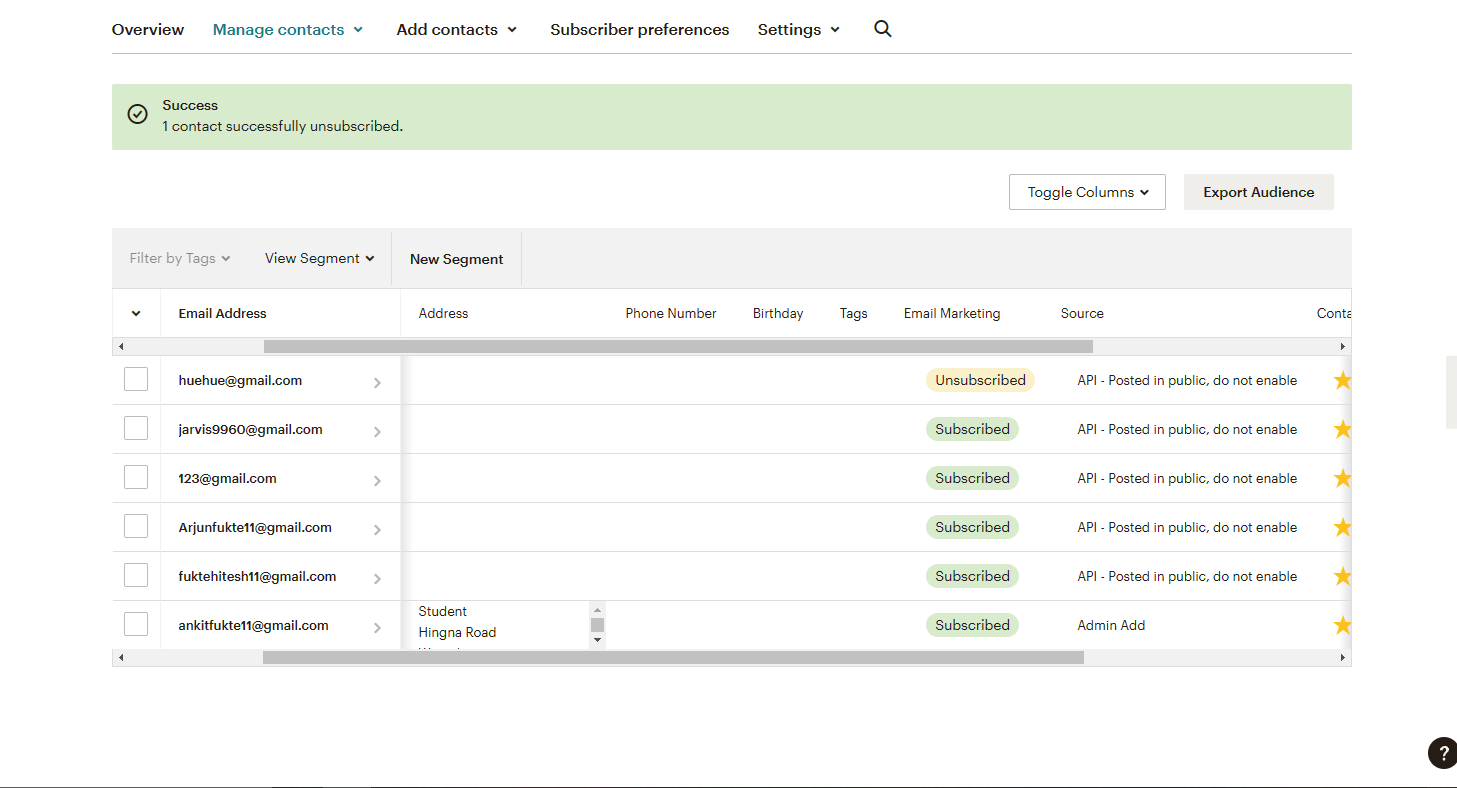 Overview Manage contacts Add contacts Subscriber preferences Settings
Success
1 contact successfully unsubscribed.
Toggle Columns Export Audience
Filter by Tags View Segment New Segment
Email Address Address Phone Number Birthday Tags Email Marketing Source Conta
huehue@gmail.com Unsubscribed API - Posted in public, do not enable
jarvis9960@gmail.com Subscribed API - Posted in public, do not enable
123@gmail.com Subscribed API - Posted in public, do not enable
Arjunfukte11@gmail.com Subscribed API - Posted in public, do not enable
fuktehitesh11@gmail.com Subscribed API - Posted in public, do not enable
Student
ankitfukte11@gmail.com Subscribed Admin Add
Hingna Road
?